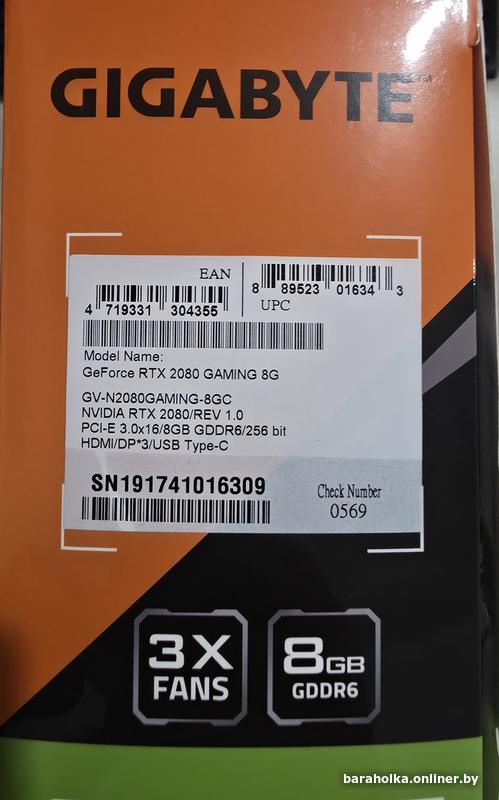 GIGABYTE™
EAN
4 719331 304355
8 89523 01634 3
UPC
Model Name:
GeForce RTX 2080 GAMING 8G
GV-N2080GAMING-8GC
NVIDIA RTX 2080/REV 1.0
PCI-E 3.0x16/8GB GDDR6/256 bit
HDMI/DP*3/USB Type-C
SN191741016309
Check Number
0569
3X
FANS
8GB
GDDR6
baraholka.onliner.by